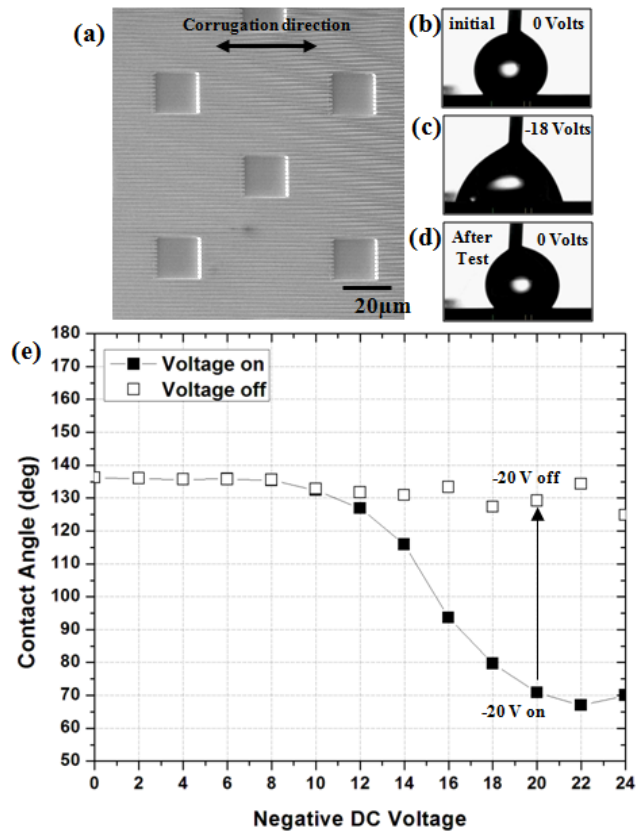 (a)
Corrugation direction
20μm
(b)
initial
0 Volts
(c)
-18 Volts
(d)
After
Test
0 Volts
(e)
180
170
160
150
140
130
120
110
100
90
80
70
60
50
Contact Angle (deg)
Voltage on
Voltage off
-20 V off
-20 V on
0 2 4 6 8 10 12 14 16 18 20 22 24
Negative DC Voltage